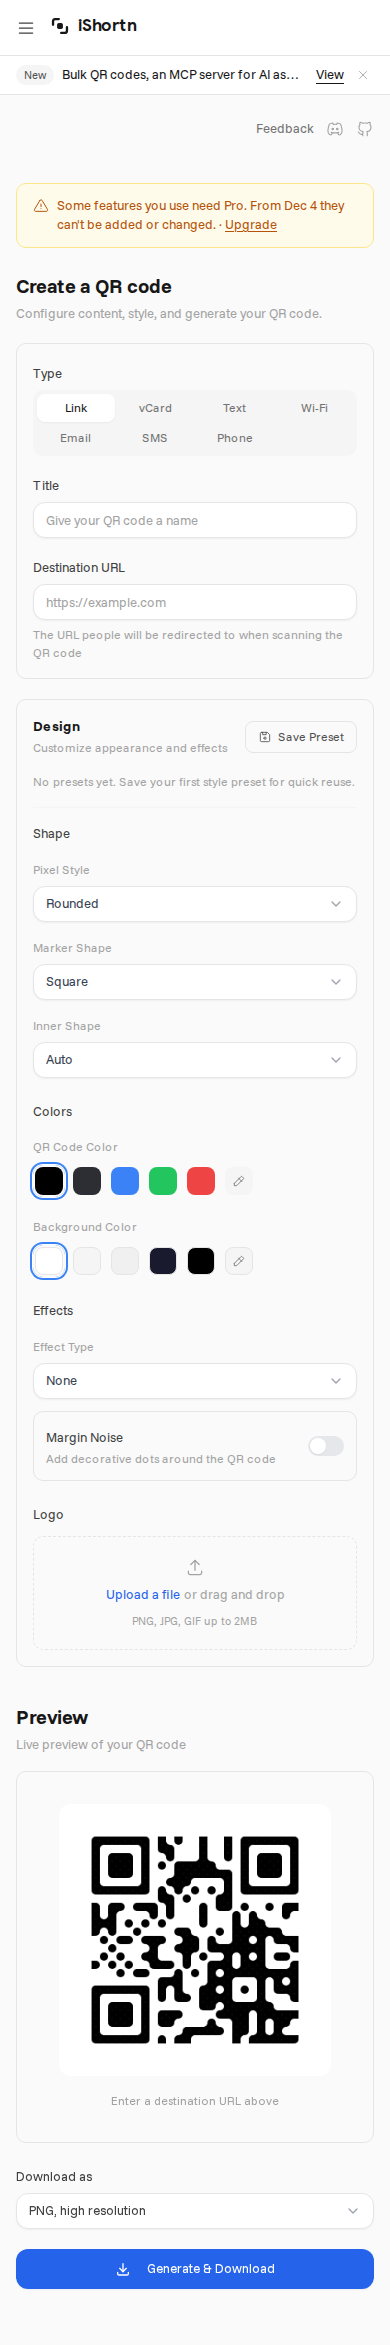 iShortn
New Bulk QR codes, an MCP server for AI as... View
Feedback
Some features you use need Pro. From Dec 4 they
can't be added or changed. · Upgrade
Create a QR code
Configure content, style, and generate your QR code.
Type
Link vCard Text Wi-Fi
Email SMS Phone
Title
Give your QR code a name
Destination URL
https://example.com
The URL people will be redirected to when scanning the
QR code
Design
Customize appearance and effects
Save Preset
No presets yet. Save your first style preset for quick reuse.
Shape
Pixel Style
Rounded
Marker Shape
Square
Inner Shape
Auto
Colors
QR Code Color
Background Color
Effects
Effect Type
None
Margin Noise
Add decorative dots around the QR code
Logo
Upload a file or drag and drop
PNG, JPG, GIF up to 2MB
Preview
Live preview of your QR code
Enter a destination URL above
Download as
PNG, high resolution
Generate & Download